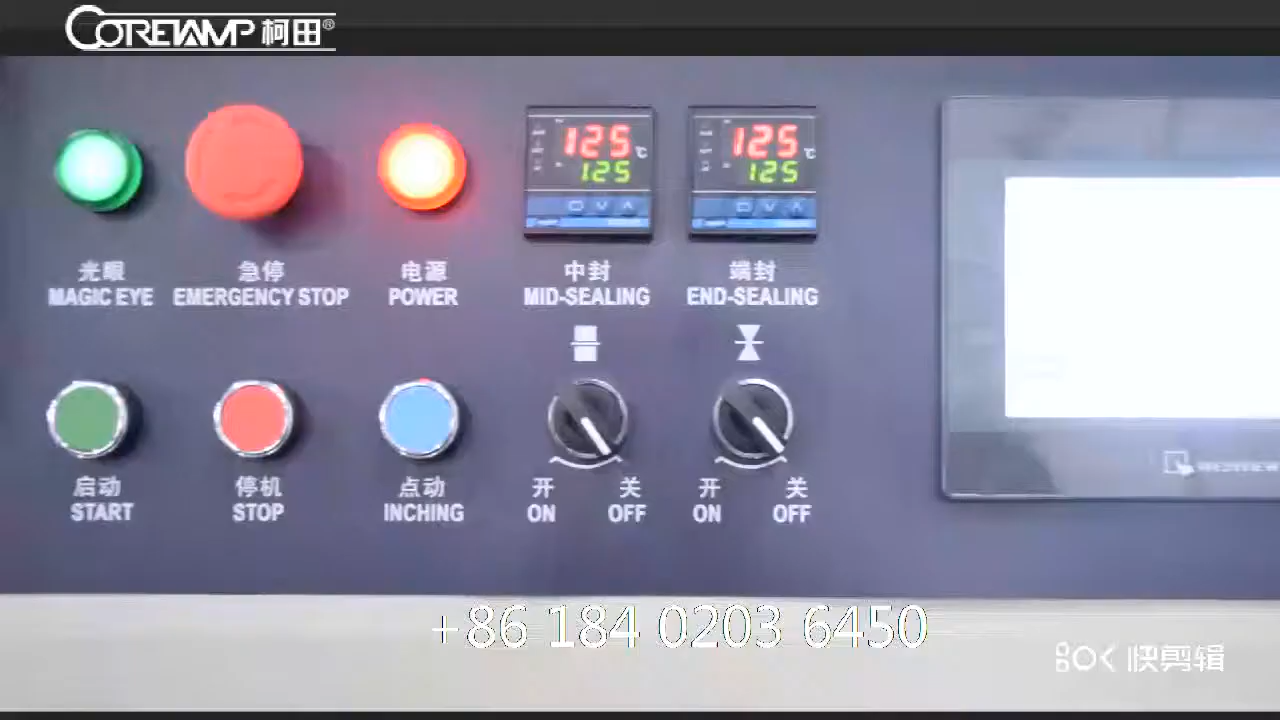 CORETAMP 柯田®
125
125
℃
125
125
℃
光眼
MAGIC EYE
急停
EMERGENCY STOP
电源
POWER
中封
MID-SEALING
端封
END-SEALING
启动
START
停机
STOP
点动
INCHING
开
ON
关
OFF
开
ON
关
OFF
+86 184 0203 6450
快剪辑